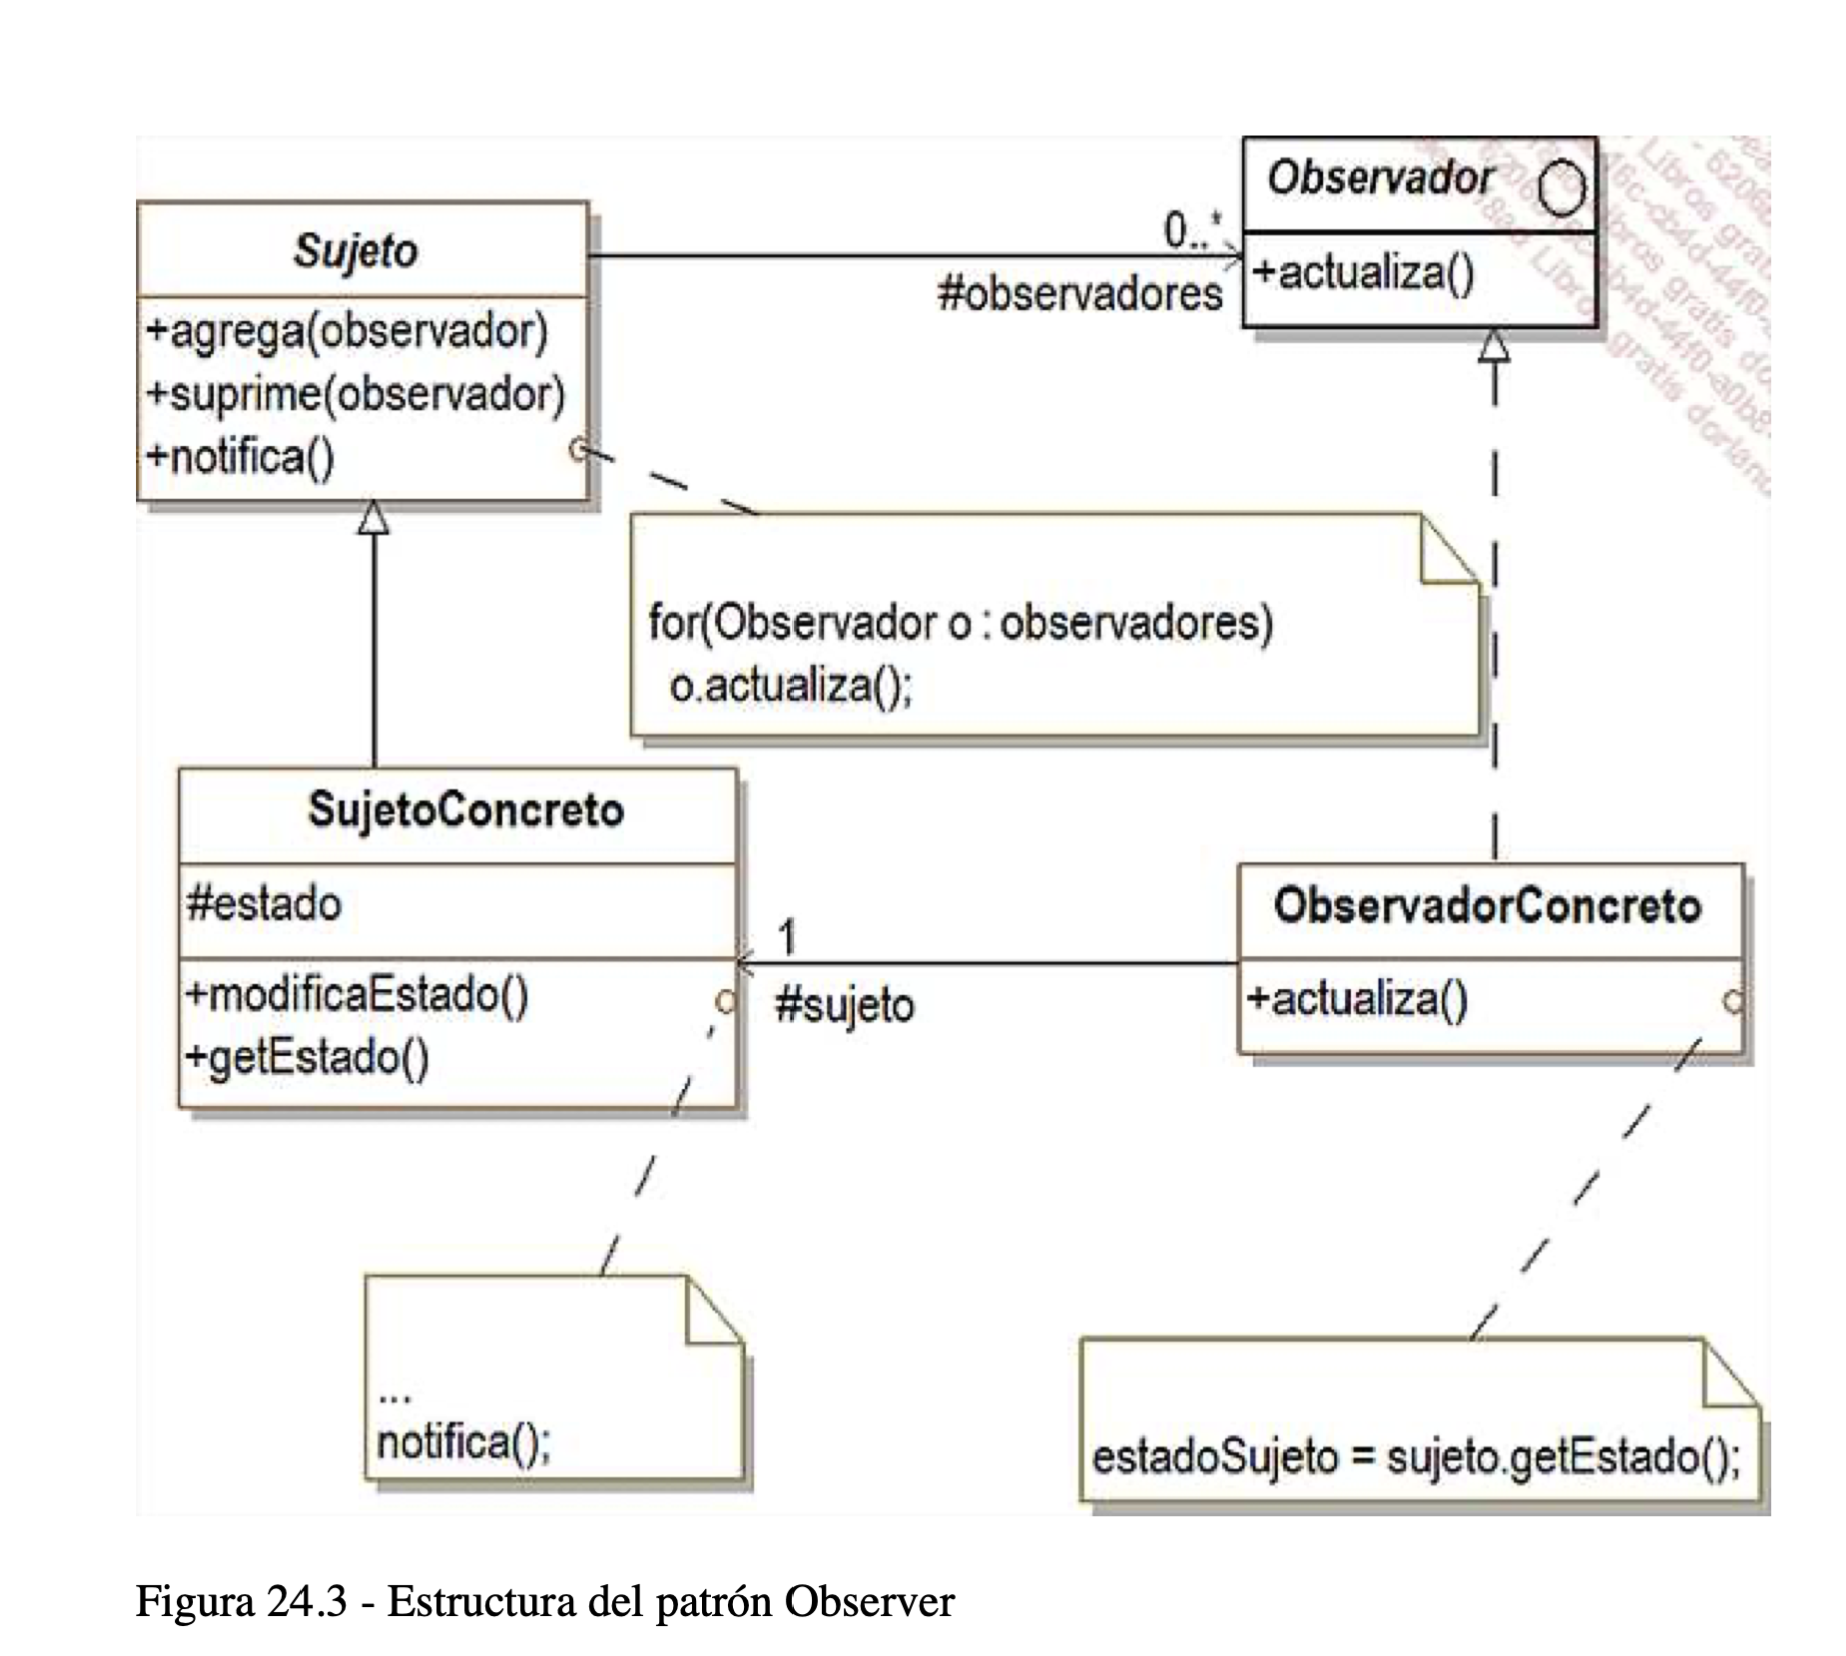 Observador
0..*
Sujeto
+actualiza()
#observadores
+agrega(observador)
+suprime(observador)
+notifica()
for(Observador o : observadores)
o.actualiza();
SujetoConcreto
#estado
ObservadorConcreto
1
+modificaEstado()
#sujeto
+actualiza()
+getEstado()
...
notifica();
estadoSujeto = sujeto.getEstado();
Figura 24.3 - Estructura del patrón Observer